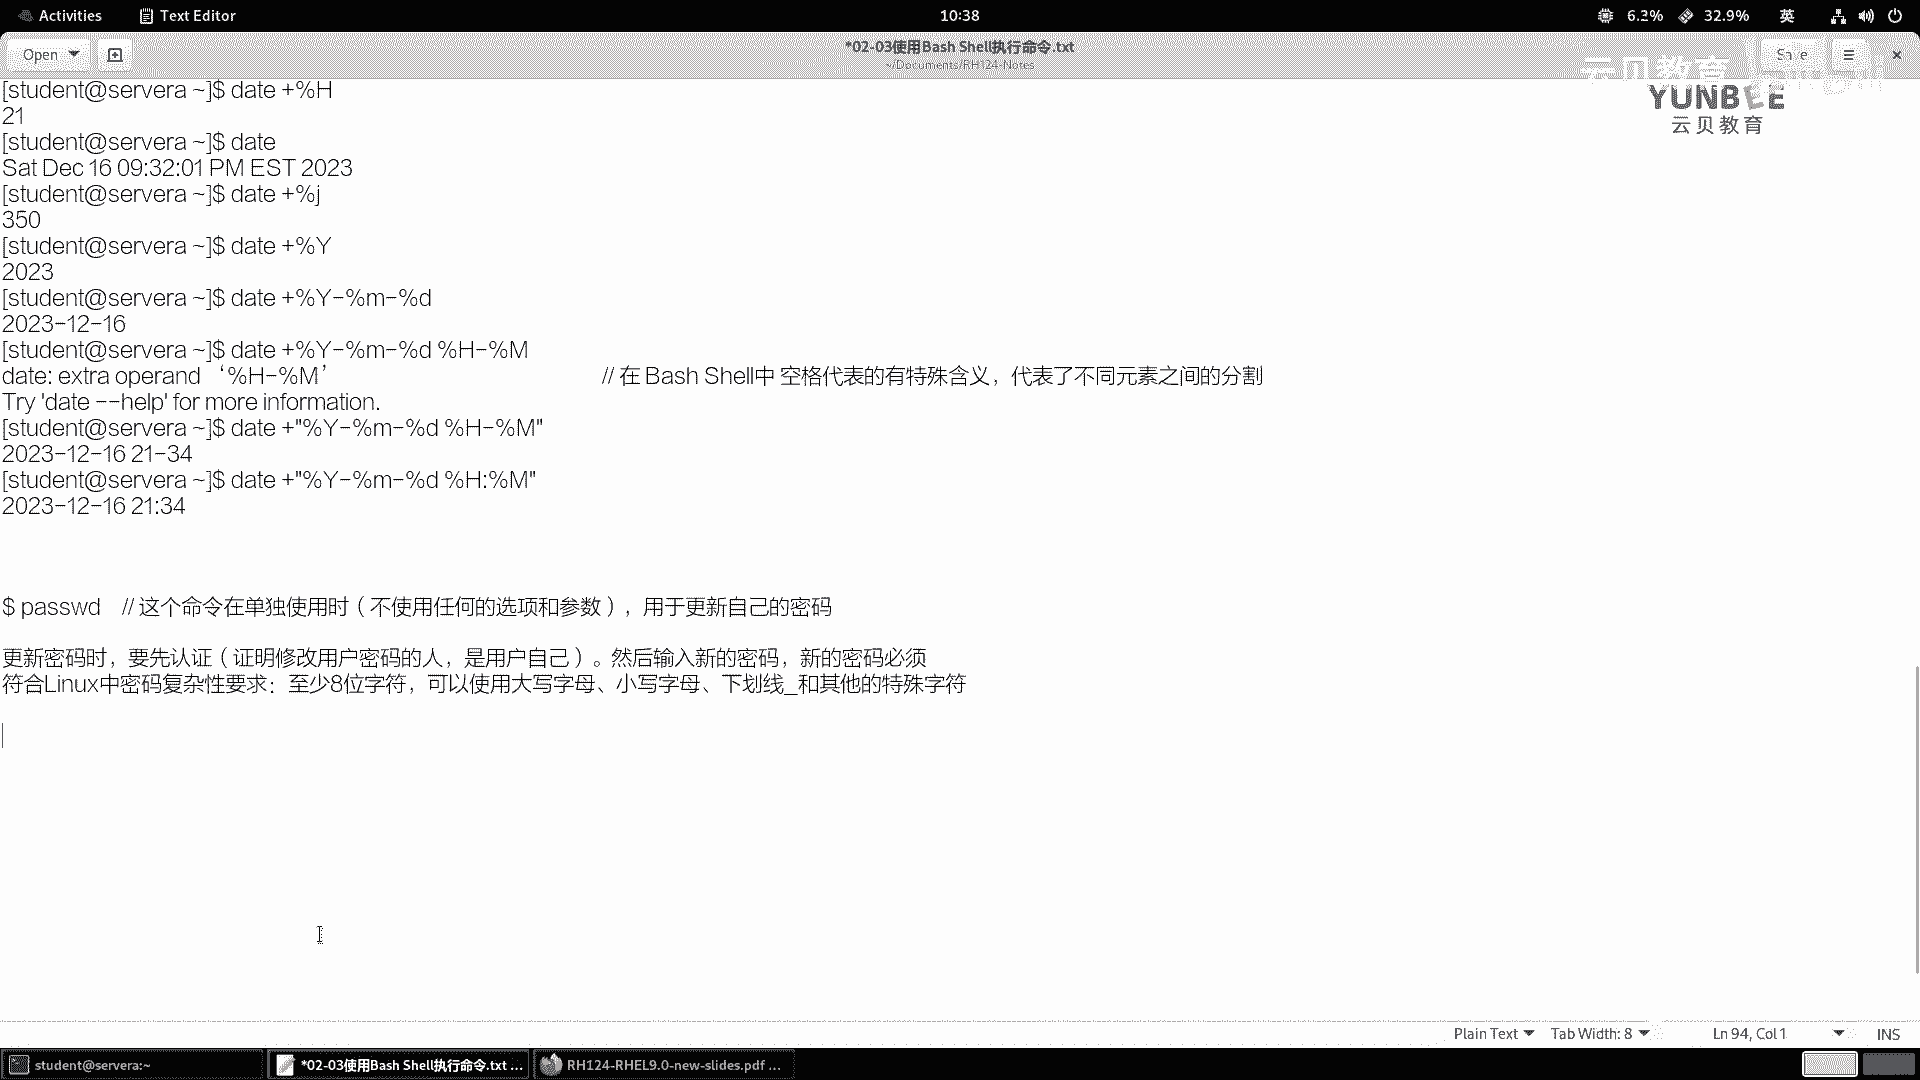 Activities
Text Editor
10:38
6.2%
32.9%
英
Open
*02-03使用Bash Shell执行命令.txt
~/Documents/RH124-Notes
Save
云贝教育
YUNBEE
云贝教育
[student@servera ~]$ date +%H
21
[student@servera ~]$ date
Sat Dec 16 09:32:01 PM EST 2023
[student@servera ~]$ date +%j
350
[student@servera ~]$ date +%Y
2023
[student@servera ~]$ date +%Y-%m-%d
2023-12-16
[student@servera ~]$ date +%Y-%m-%d %H-%M
date: extra operand ‘%H-%M’ // 在 Bash Shell中 空格代表的有特殊含义，代表了不同元素之间的分割
Try 'date --help' for more information.
[student@servera ~]$ date +"%Y-%m-%d %H-%M"
2023-12-16 21-34
[student@servera ~]$ date +"%Y-%m-%d %H:%M"
2023-12-16 21:34
$ passwd // 这个命令在单独使用时（不使用任何的选项和参数），用于更新自己的密码
更新密码时，要先认证（证明修改用户密码的人，是用户自己）。然后输入新的密码，新的密码必须
符合Linux中密码复杂性要求：至少8位字符，可以使用大写字母、小写字母、下划线_和其他的特殊字符
Plain Text
Tab Width: 8
Ln 94, Col 1
INS
student@servera:~
*02-03使用Bash Shell执行命令.txt ...
RH124-RHEL9.0-new-slides.pdf ...